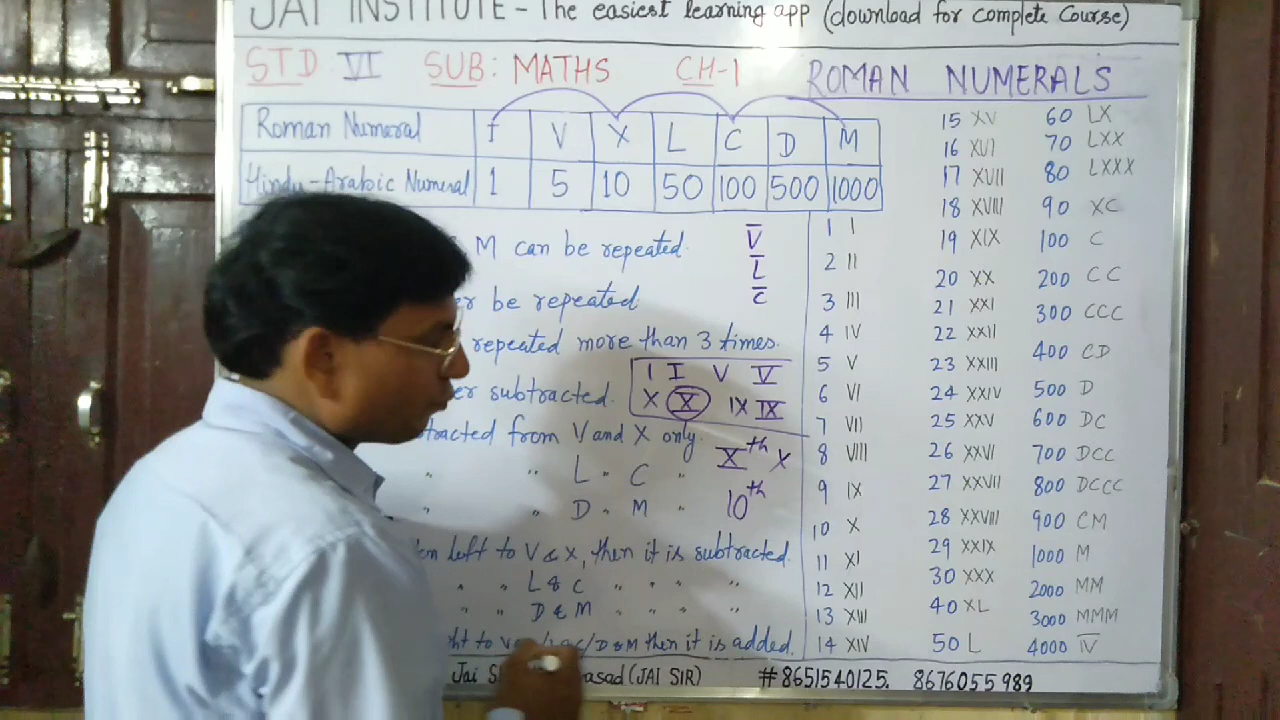 JAI INSTITUTE - The easiest learning app (download for complete Course)
STD VI SUB: MATHS CH-1 ROMAN NUMERALS
Roman Numeral I V X L C D M
Hindu-Arabic Numeral 1 5 10 50 100 500 1000
M can be repeated.
be repeated
repeated more than 3 times.
subtracted.
from V and X only.
" " L " C "
" " D " M "
left to V & X, then it is subtracted.
" " L & C " " " "
" " D & M " " " "
to then it is added.
V̅
L̅
C̅
I I V V
X X IX IX
Xth X
10th
1 I
2 II
3 III
4 IV
5 V
6 VI
7 VII
8 VIII
9 IX
10 X
11 XI
12 XII
13 XIII
14 XIV
15 XV
16 XVI
17 XVII
18 XVIII
19 XIX
20 XX
21 XXI
22 XXII
23 XXIII
24 XXIV
25 XXV
26 XXVI
27 XXVII
28 XXVIII
29 XXIX
30 XXX
40 XL
50 L
60 LX
70 LXX
80 LXXX
90 XC
100 C
200 CC
300 CCC
400 CD
500 D
600 DC
700 DCC
800 DCCC
900 CM
1000 M
2000 MM
3000 MMM
4000 I̅V̅
Jai (JAI SIR) #8651540125. 8676055989